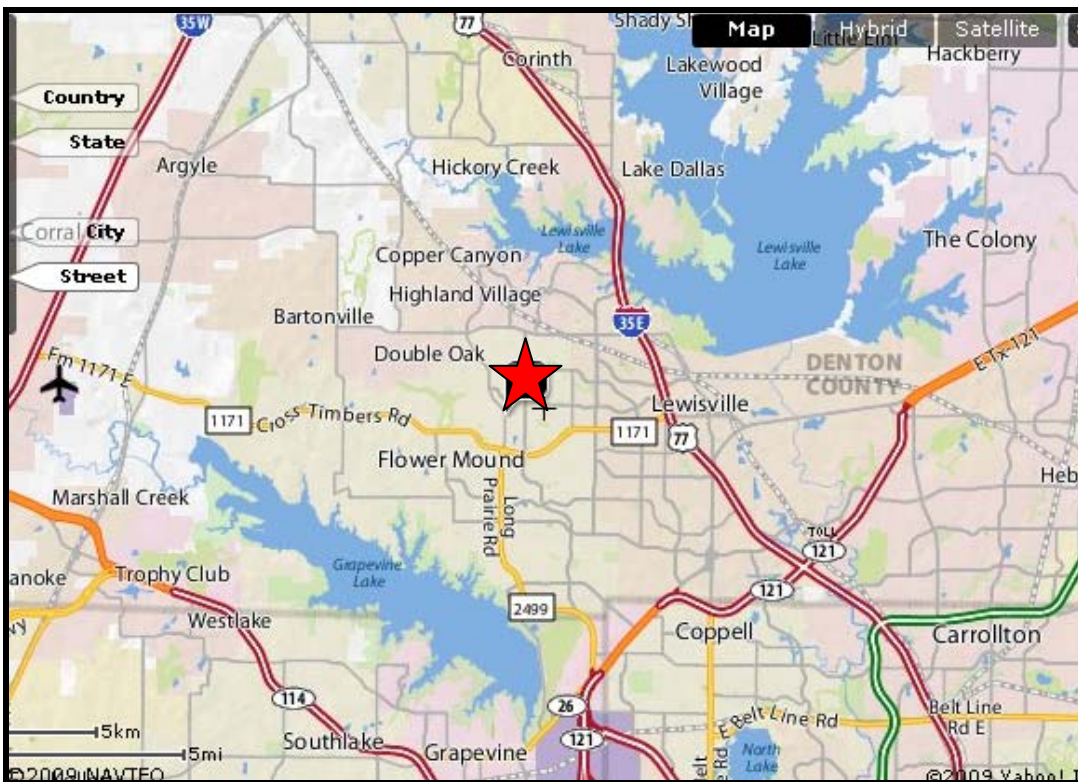 35W
77
Shady
Map
Hybrid
Satellite
Corinth
Little Elm
Hackberry
Lakewood
Village
Country
State
Argyle
Hickory Creek
Lake Dallas
Corral
City
Lewisville
Lake
Lewisville
Lake
The Colony
Copper Canyon
Street
Highland Village
Bartonville
35E
Double Oak
Fm 1171 E
DENTON
COUNTY
E Tx-121
1171
Cross Timbers Rd
Lewisville
1171
77
Flower Mound
Heb
Marshall Creek
Long
Prairie Rd
TOLL
121
Grapevine
Lake
anoke
Trophy Club
121
2499
Westlake
Coppell
Carrollton
114
26
Belt Line
Rd E
E Belt Line Rd
5km
121
Southlake
Grapevine
5mi
North
Lake
elt
e Rd
©2009 NAVTEQ
©2009 Yahoo!